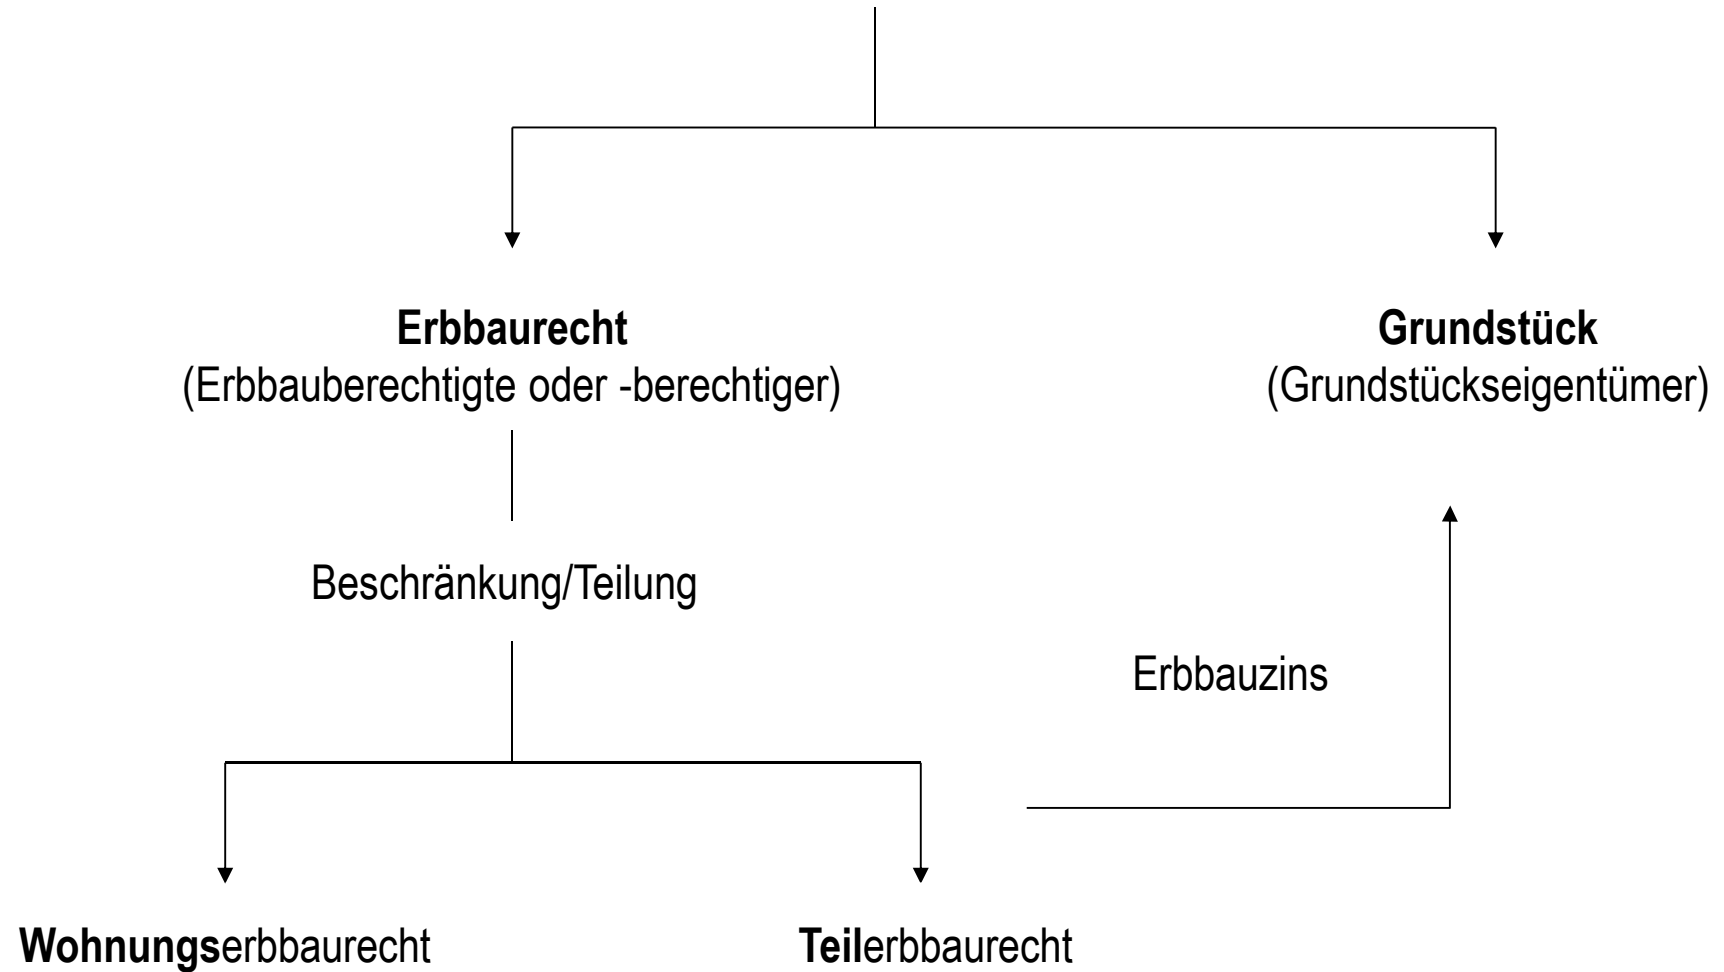 Erbbaurecht
(Erbbauberechtigte oder -berechtiger)
Grundstück
(Grundstückseigentümer)
Beschränkung/Teilung
Erbbauzins
Wohnungserbbaurecht
Teilerbbaurecht